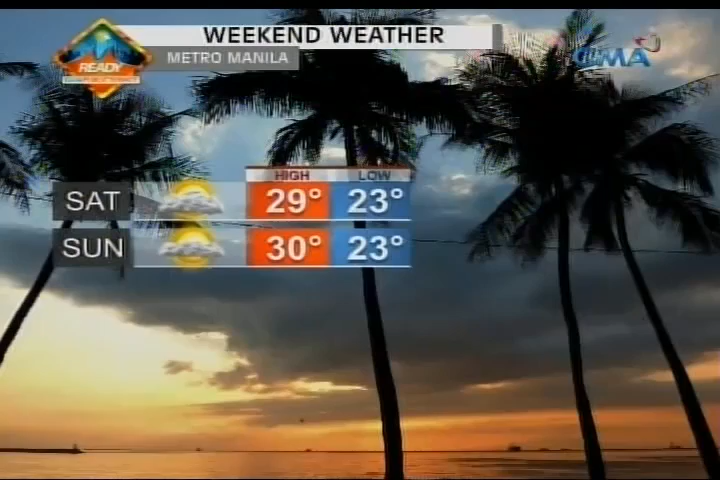 WEEKEND WEATHER
METRO MANILA
READY
GMA
HIGH LOW
SAT 29° 23°
SUN 30° 23°